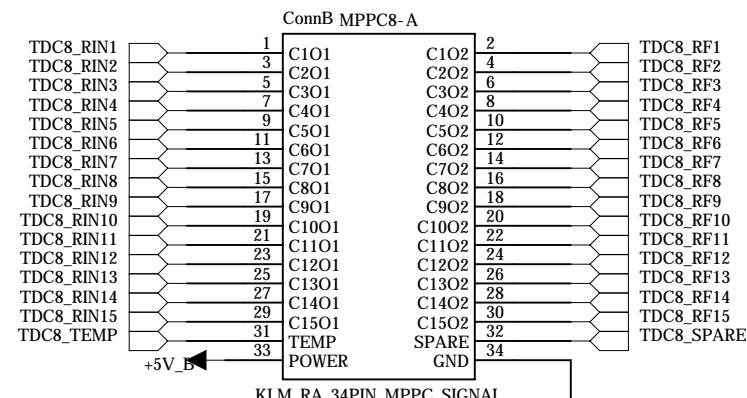 ConnB MPPC8-A
TDC8_RIN1 1 C1O1 C1O2 2 TDC8_RF1
TDC8_RIN2 3 C2O1 C2O2 4 TDC8_RF2
TDC8_RIN3 5 C3O1 C3O2 6 TDC8_RF3
TDC8_RIN4 7 C4O1 C4O2 8 TDC8_RF4
TDC8_RIN5 9 C5O1 C5O2 10 TDC8_RF5
TDC8_RIN6 11 C6O1 C6O2 12 TDC8_RF6
TDC8_RIN7 13 C7O1 C7O2 14 TDC8_RF7
TDC8_RIN8 15 C8O1 C8O2 16 TDC8_RF8
TDC8_RIN9 17 C9O1 C9O2 18 TDC8_RF9
TDC8_RIN10 19 C10O1 C10O2 20 TDC8_RF10
TDC8_RIN11 21 C11O1 C11O2 22 TDC8_RF11
TDC8_RIN12 23 C12O1 C12O2 24 TDC8_RF12
TDC8_RIN13 25 C13O1 C13O2 26 TDC8_RF13
TDC8_RIN14 27 C14O1 C14O2 28 TDC8_RF14
TDC8_RIN15 29 C15O1 C15O2 30 TDC8_RF15
TDC8_TEMP 31 TEMP SPARE 32 TDC8_SPARE
+5V_B 33 POWER GND 34
KLM_RA_34PIN_MPPC_SIGNAL